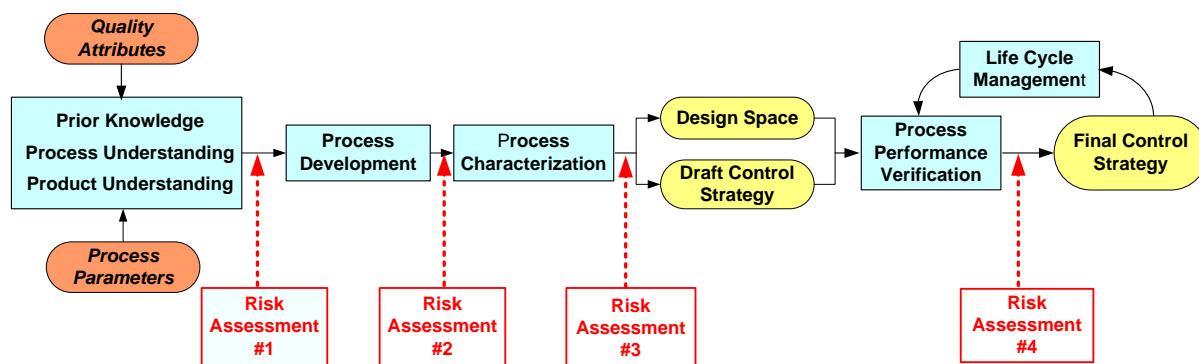 Quality
Attributes
Prior Knowledge
Process Understanding
Product Understanding
Process
Parameters
Process
Development
Process
Characterization
Design Space
Draft Control
Strategy
Process
Performance
Verification
Life Cycle
Management
Final Control
Strategy
Risk
Assessment
#1
Risk
Assessment
#2
Risk
Assessment
#3
Risk
Assessment
#4